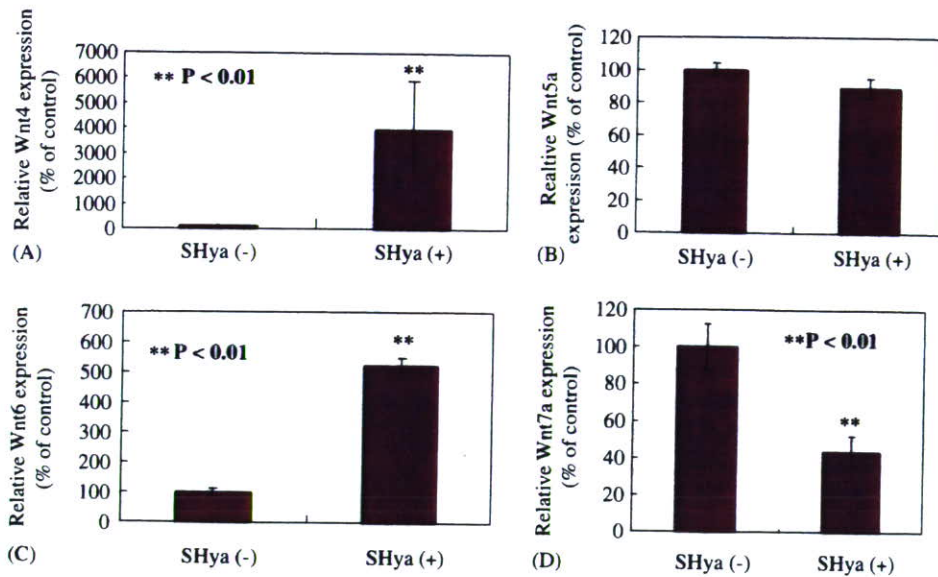 Relative Wnt4 expression
(% of control)
7000
6000
5000
4000
3000
2000
1000
0
** P < 0.01
**
SHya (-)
SHya (+)
(A)
Realtive Wnt5a
expresison (% of control)
120
100
80
60
40
20
0
SHya (-)
SHya (+)
(B)
Relative Wnt6 expression
(% of control)
700
600
500
400
300
200
100
0
** P < 0.01
**
SHya (-)
SHya (+)
(C)
Relative Wnt7a expression
(% of control)
120
100
80
60
40
20
0
**P < 0.01
**
SHya (-)
SHya (+)
(D)